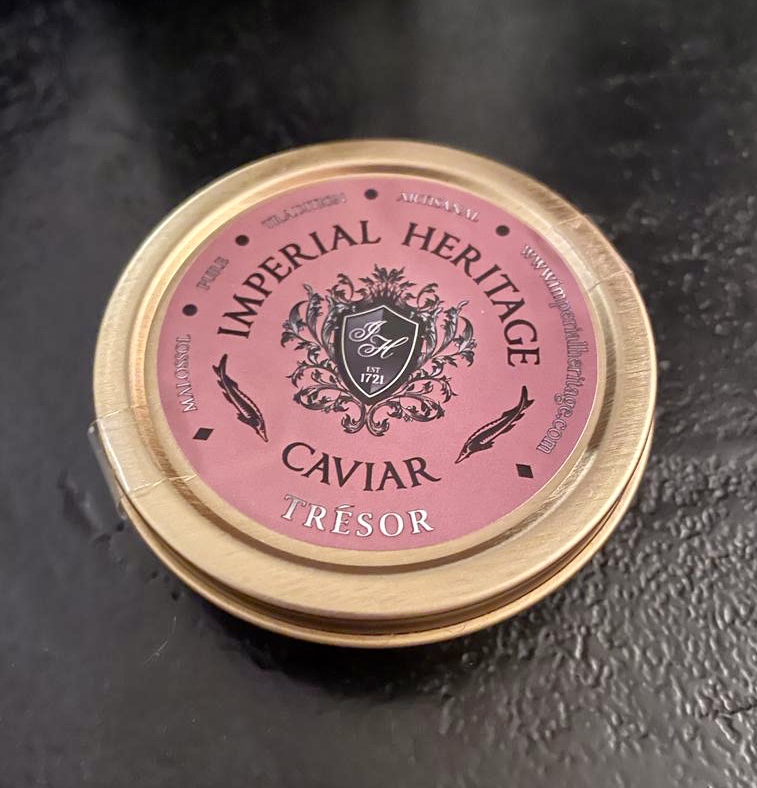 MALOSSOL
PURE
TRADITION
ARTISANAL
www.imperialheritage.com
IMPERIAL HERITAGE
IH
EST
1721
CAVIAR
TRÉSOR